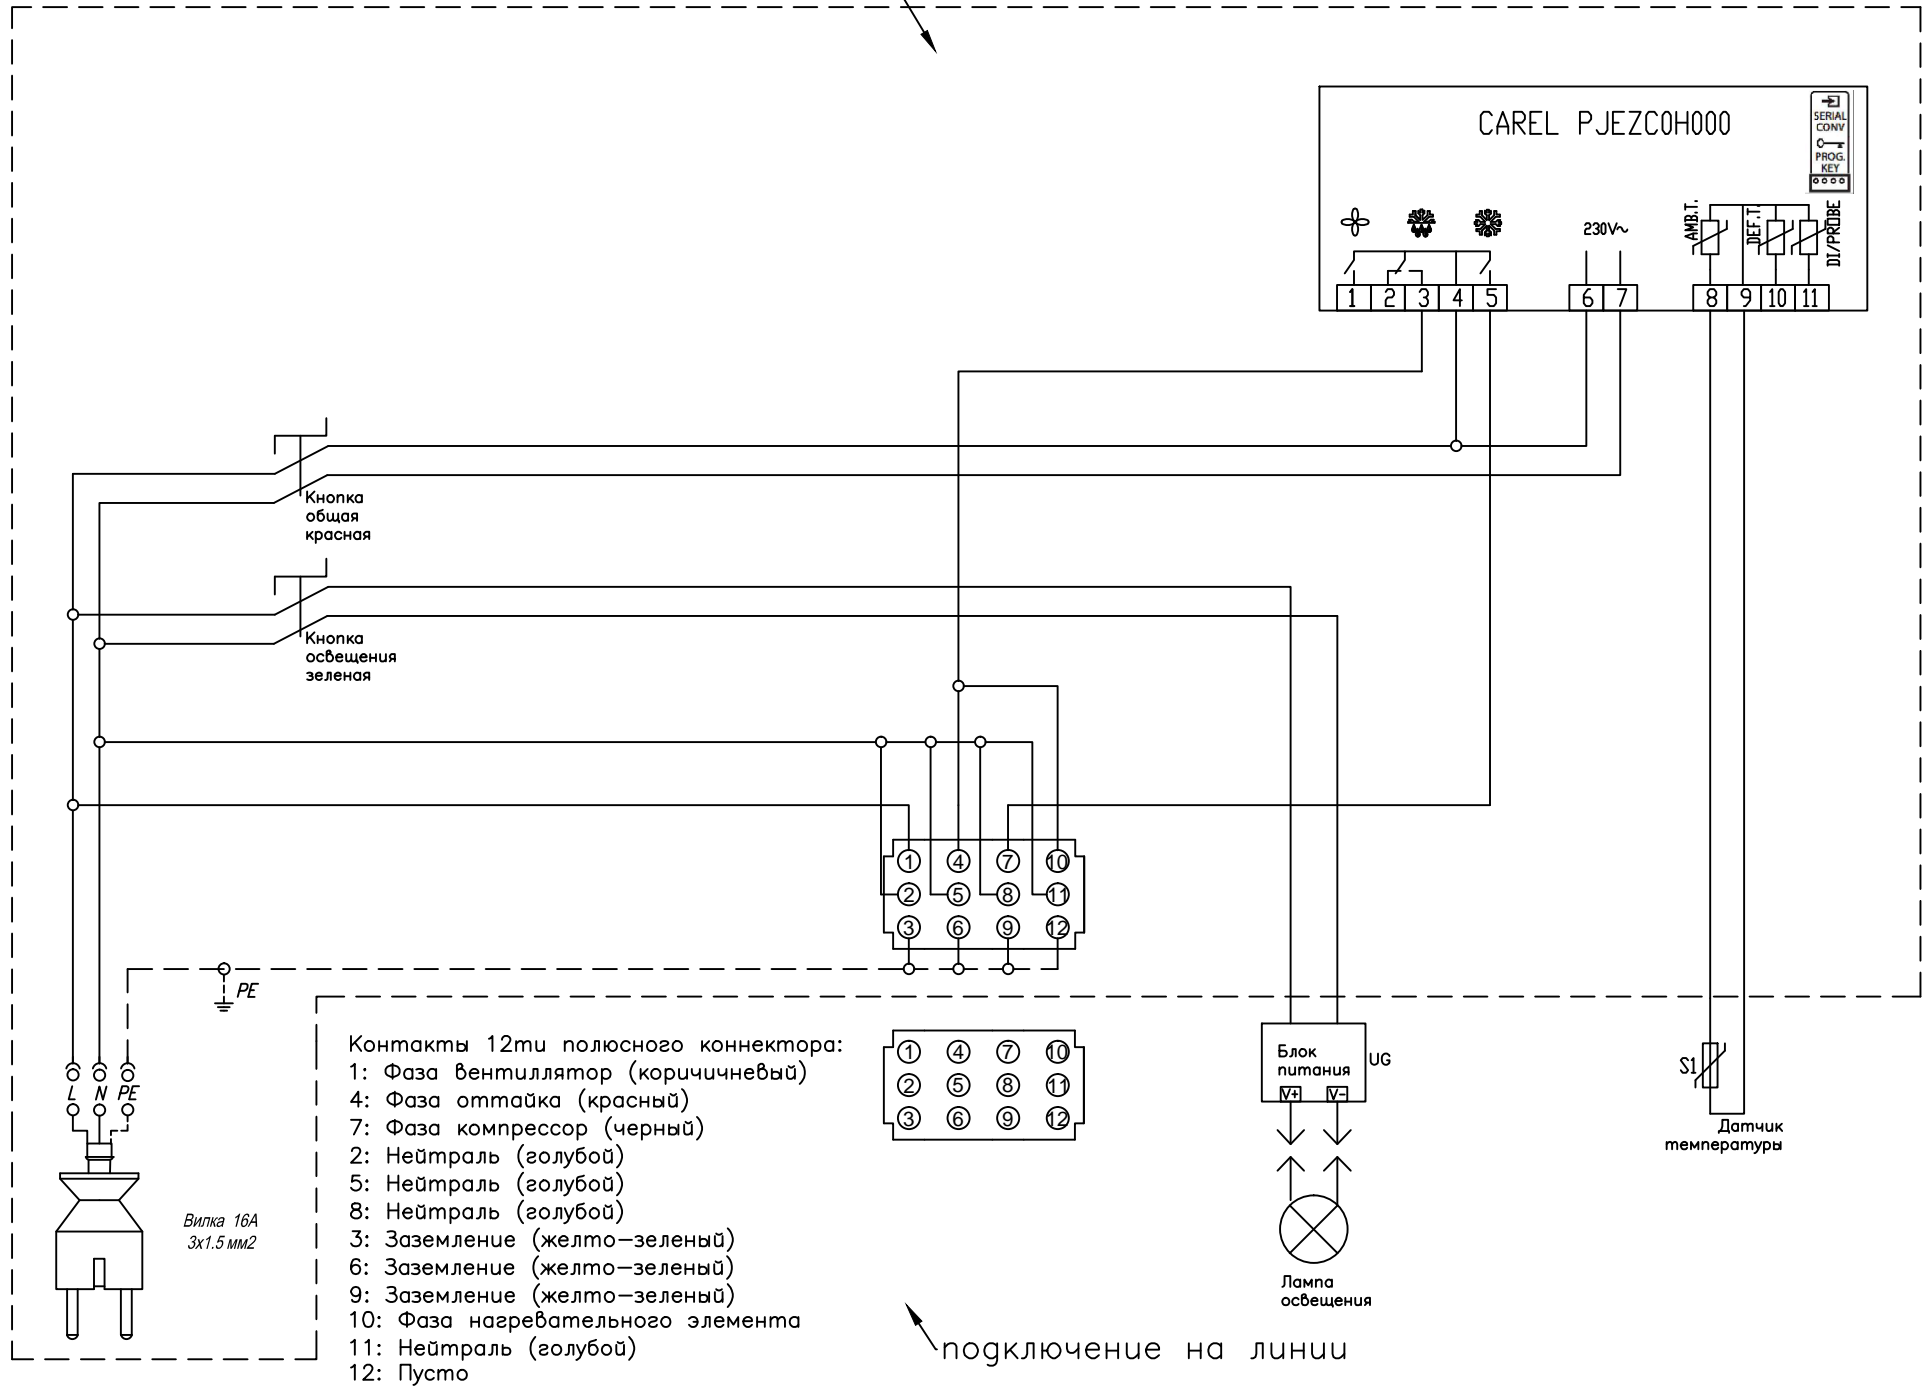 CAREL PJEZC0H000
SERIAL
CONV
PROG.
KEY
230V~
AMB.T.
DEF.T.
DI/PROBE
1 2 3 4 5 6 7 8 9 10 11
Кнопка
общая
красная
Кнопка
освещения
зеленая
1 4 7 10
2 5 8 11
3 6 9 12
PE
L N PE
Вилка 16А
3x1.5 мм2
Контакты 12ти полюсного коннектора:
1: Фаза вентиллятор (коричичневый)
4: Фаза оттайка (красный)
7: Фаза компрессор (черный)
2: Нейтраль (голубой)
5: Нейтраль (голубой)
8: Нейтраль (голубой)
3: Заземление (желто-зеленый)
6: Заземление (желто-зеленый)
9: Заземление (желто-зеленый)
10: Фаза нагревательного элемента
11: Нейтраль (голубой)
12: Пусто
1 4 7 10
2 5 8 11
3 6 9 12
подключение на линии
Блок
питания
UG
V+ V-
Лампа
освещения
S1
Датчик
температуры